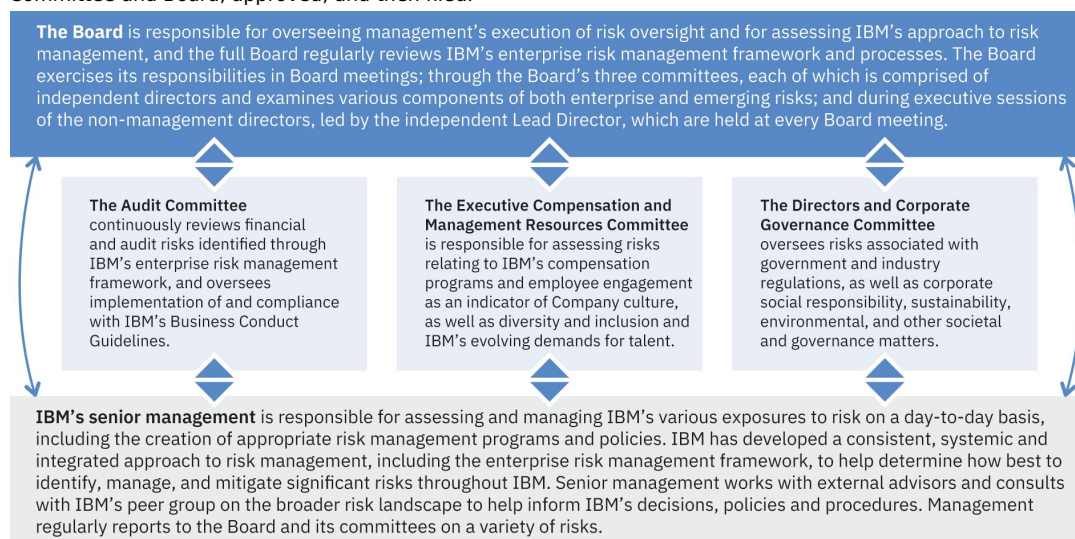 Committee and Board, approved, and then filed.
The Board is responsible for overseeing management’s execution of risk oversight and for assessing IBM’s approach to risk
management, and the full Board regularly reviews IBM’s enterprise risk management framework and processes. The Board
exercises its responsibilities in Board meetings; through the Board’s three committees, each of which is comprised of
independent directors and examines various components of both enterprise and emerging risks; and during executive sessions
of the non-management directors, led by the independent Lead Director, which are held at every Board meeting.
The Audit Committee
continuously reviews financial
and audit risks identified through
IBM’s enterprise risk management
framework, and oversees
implementation of and compliance
with IBM’s Business Conduct
Guidelines.
The Executive Compensation and
Management Resources Committee
is responsible for assessing risks
relating to IBM’s compensation
programs and employee engagement
as an indicator of Company culture,
as well as diversity and inclusion and
IBM’s evolving demands for talent.
The Directors and Corporate
Governance Committee
oversees risks associated with
government and industry
regulations, as well as corporate
social responsibility, sustainability,
environmental, and other societal
and governance matters.
IBM’s senior management is responsible for assessing and managing IBM’s various exposures to risk on a day-to-day basis,
including the creation of appropriate risk management programs and policies. IBM has developed a consistent, systemic and
integrated approach to risk management, including the enterprise risk management framework, to help determine how best to
identify, manage, and mitigate significant risks throughout IBM. Senior management works with external advisors and consults
with IBM’s peer group on the broader risk landscape to help inform IBM’s decisions, policies and procedures. Management
regularly reports to the Board and its committees on a variety of risks.